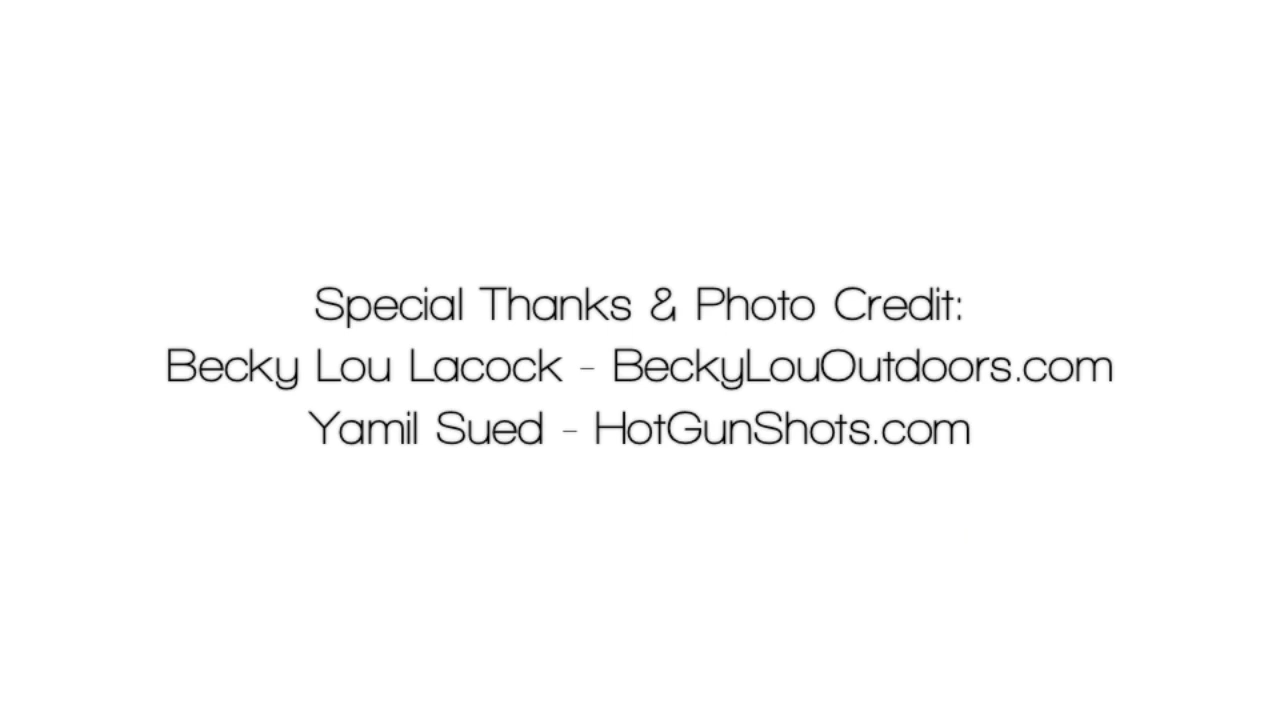 Special Thanks & Photo Credit:
Becky Lou Lacock - BeckyLouOutdoors.com
Yamil Sued - HotGunShots.com